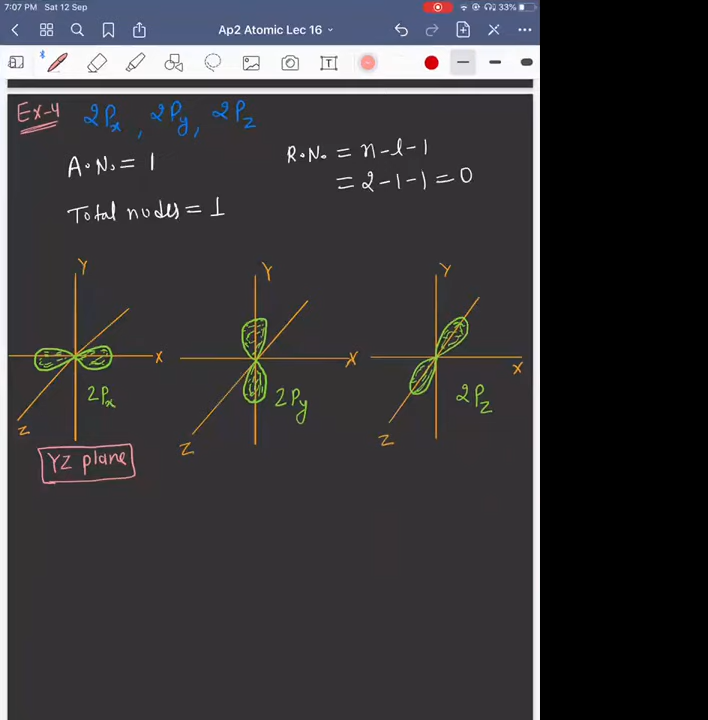 7:07 PM Sat 12 Sep 33%
Ap2 Atomic Lec 16
T
Ex-4 2Px, 2Py, 2Pz
A.N. = 1
R.N. = n-l-1
= 2-1-1 = 0
Total nodes = 1
Y
Y
Y
X
X
X
2Px
2Py
2Pz
Z
Z
Z
YZ plane